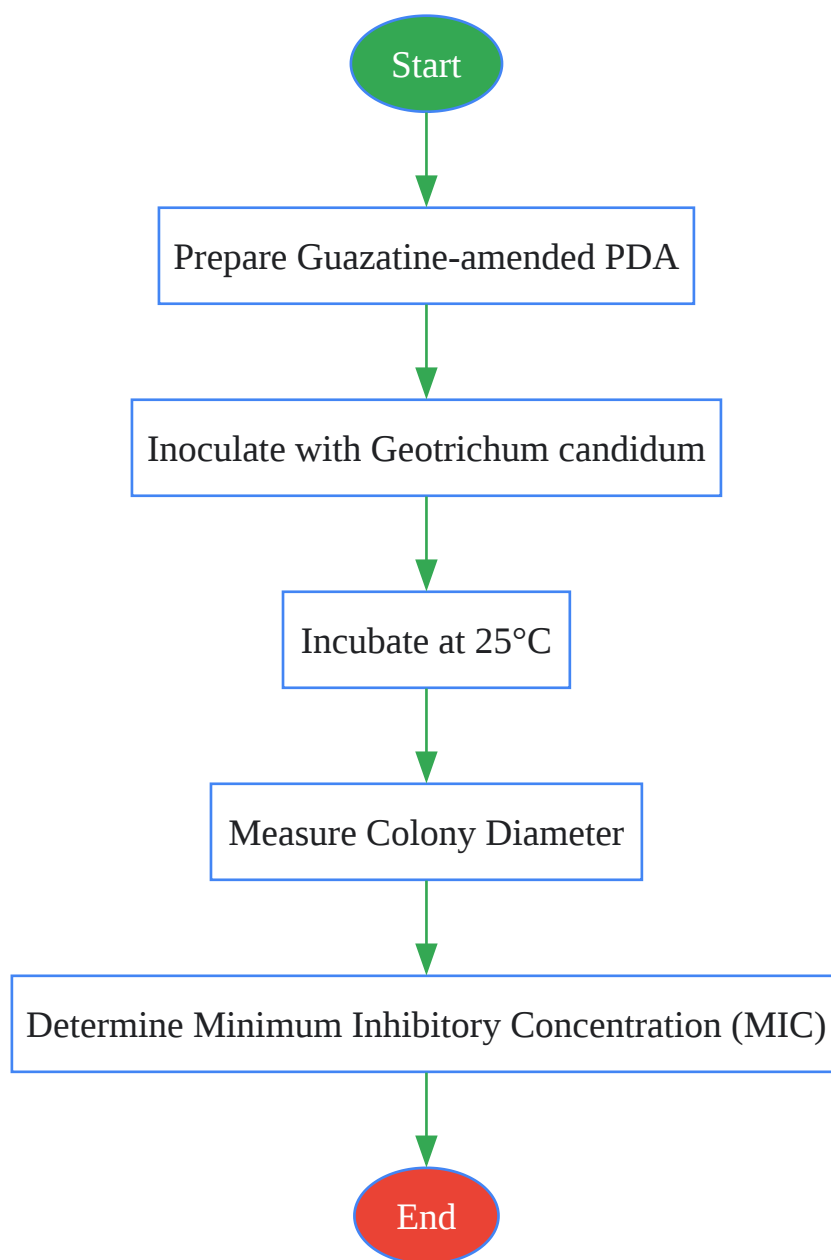 Start
Prepare Guazatine-amended PDA
Inoculate with Geotrichum candidum
Incubate at 25°C
Measure Colony Diameter
Determine Minimum Inhibitory Concentration (MIC)
End